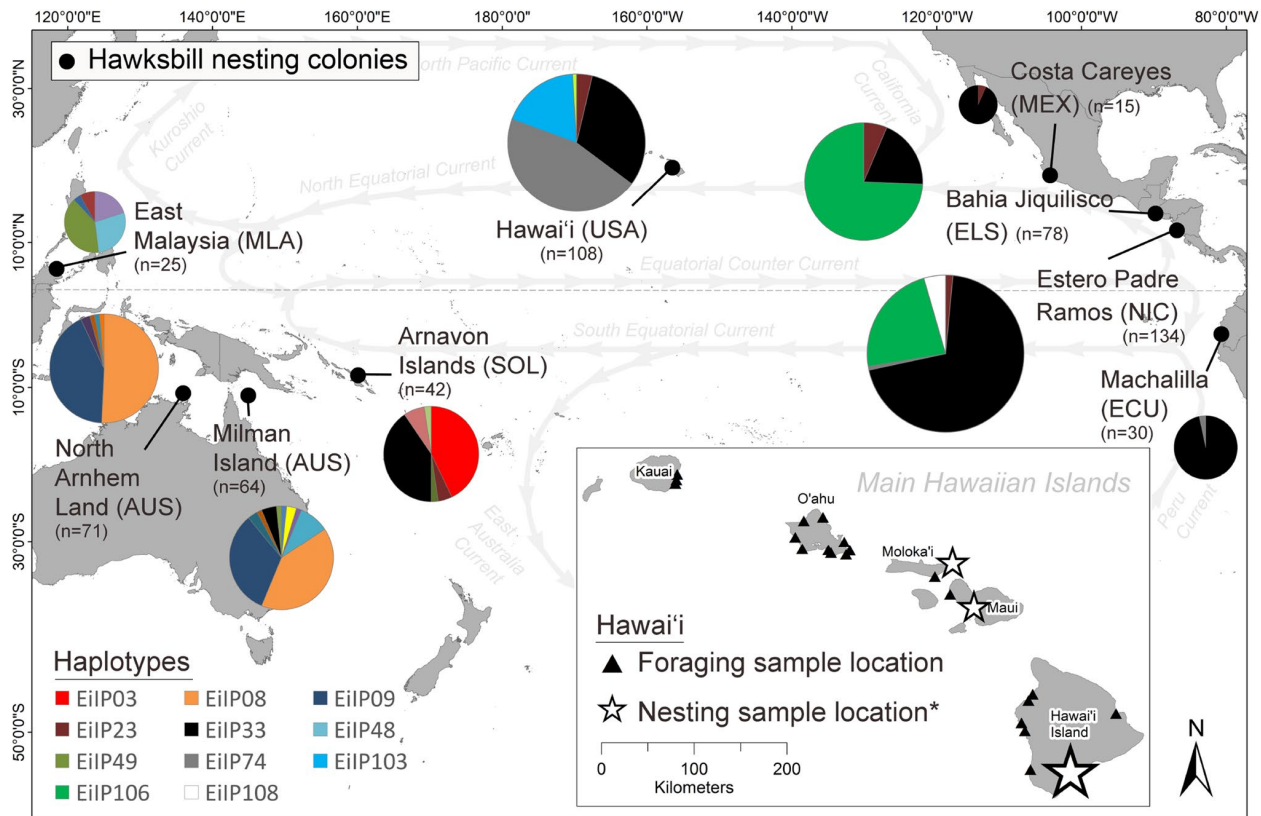 120°0'0"E 140°0'0"E 160°0'0"E 180°0'0" 160°0'0"W 140°0'0"W 120°0'0"W 100°0'0"W 80°0'0"W
Hawksbill nesting colonies
North Pacific Current
California
Current
Kuroshio
Current
North Equatorial Current
Equatorial Counter Current
South Equatorial Current
East-
Australia
Current
Peru
Current
30°0'0"N
10°0'0"N
10°0'0"S
30°0'0"S
50°0'0"S
Costa Careyes
(MEX) (n=15)
Bahia Jiquilisco
(ELS) (n=78)
Estero Padre
Ramos (NIC)
(n=134)
Machalilla
(ECU)
(n=30)
Hawai‘i (USA)
(n=108)
East
Malaysia (MLA)
(n=25)
Arnavon
Islands (SOL)
(n=42)
North
Arnhem
Land (AUS)
(n=71)
Milman
Island (AUS)
(n=64)
Haplotypes
EiIP03 EiIP08 EiIP09
EiIP23 EiIP33 EiIP48
EiIP49 EiIP74 EiIP103
EiIP106 EiIP108
Main Hawaiian Islands
Kauai
O'ahu
Moloka'i
Maui
Hawai'i
Island
Hawai‘i
Foraging sample location
Nesting sample location*
0 100 200
Kilometers
N